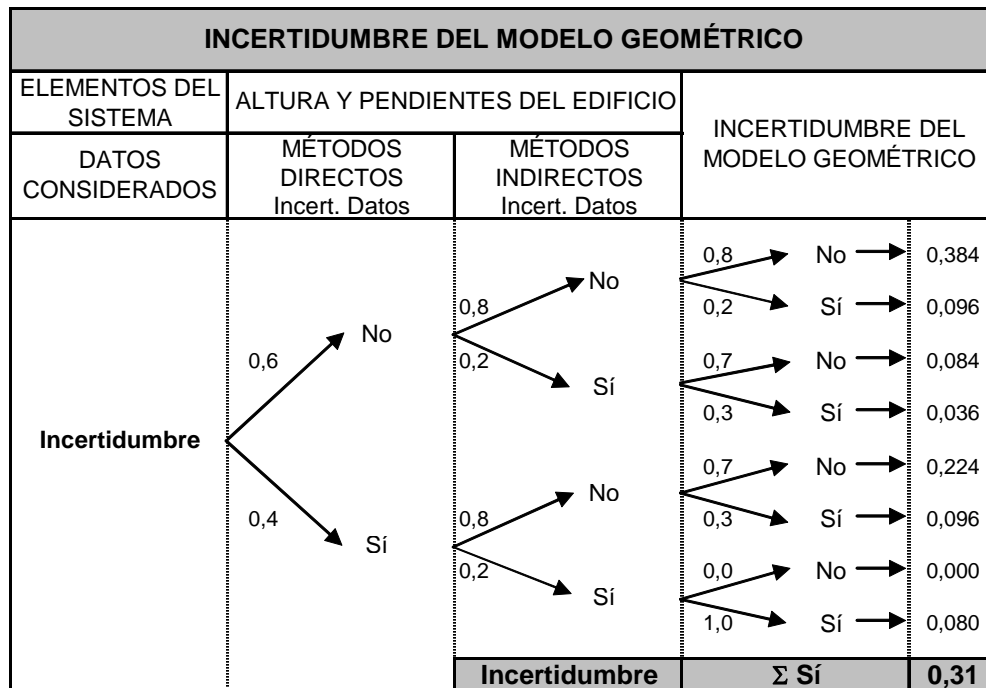 INCERTIDUMBRE DEL MODELO GEOMÉTRICO
ELEMENTOS DEL
SISTEMA
ALTURA Y PENDIENTES DEL EDIFICIO
INCERTIDUMBRE DEL
MODELO GEOMÉTRICO
DATOS
CONSIDERADOS
MÉTODOS
DIRECTOS
Incert. Datos
MÉTODOS
INDIRECTOS
Incert. Datos
Incertidumbre
0,6
No
0,4
Sí
0,8
No
0,2
Sí
0,8
No
0,2
Sí
0,8
No
0,384
0,2
Sí
0,096
0,7
No
0,084
0,3
Sí
0,036
0,7
No
0,224
0,3
Sí
0,096
0,0
No
0,000
1,0
Sí
0,080
Incertidumbre
Σ Sí
0,31